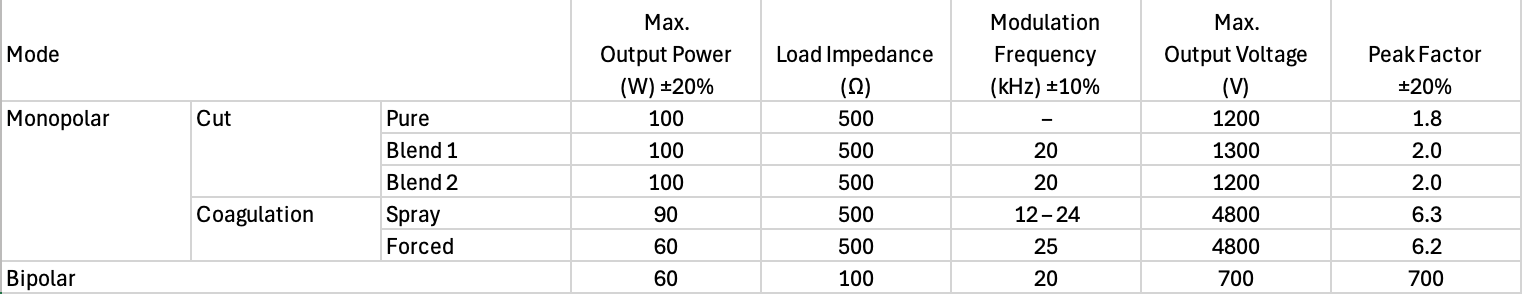 Mode Max. Output Power (W) ±20% Load Impedance (Ω) Modulation Frequency (kHz) ±10% Max. Output Voltage (V) Peak Factor ±20%
Monopolar Cut Pure 100 500 – 1200 1.8
Blend 1 100 500 20 1300 2.0
Blend 2 100 500 20 1200 2.0
Coagulation Spray 90 500 12 – 24 4800 6.3
Forced 60 500 25 4800 6.2
Bipolar 60 100 20 700 700